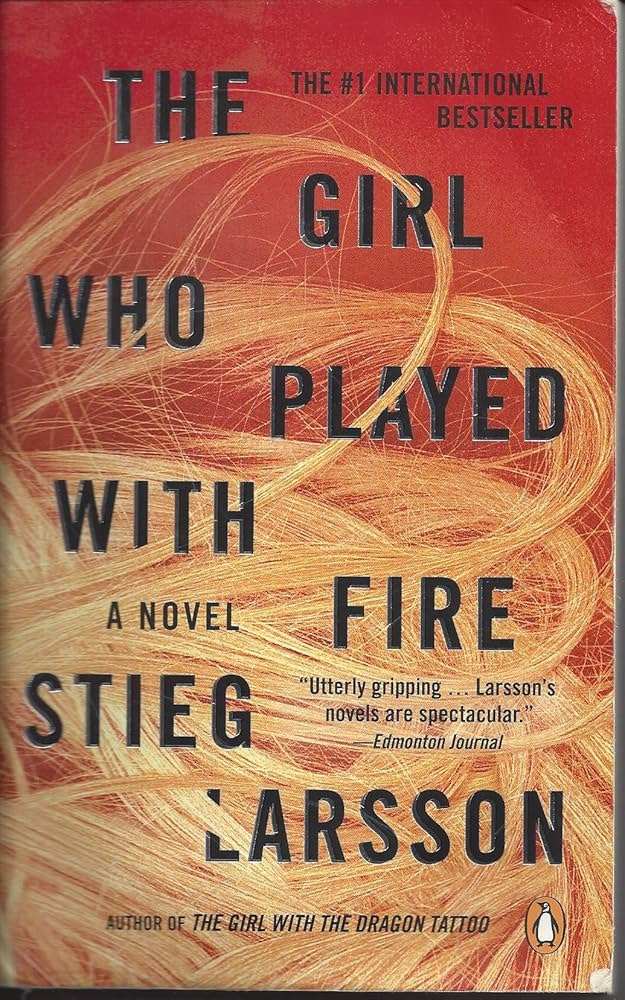 THE
THE #1 INTERNATIONAL
BESTSELLER
GIRL
WHO
PLAYED
WITH
FIRE
A NOVEL
"Utterly gripping ... Larsson's
novels are spectacular."
—Edmonton Journal
STIEG
LARSSON
AUTHOR OF THE GIRL WITH THE DRAGON TATTOO